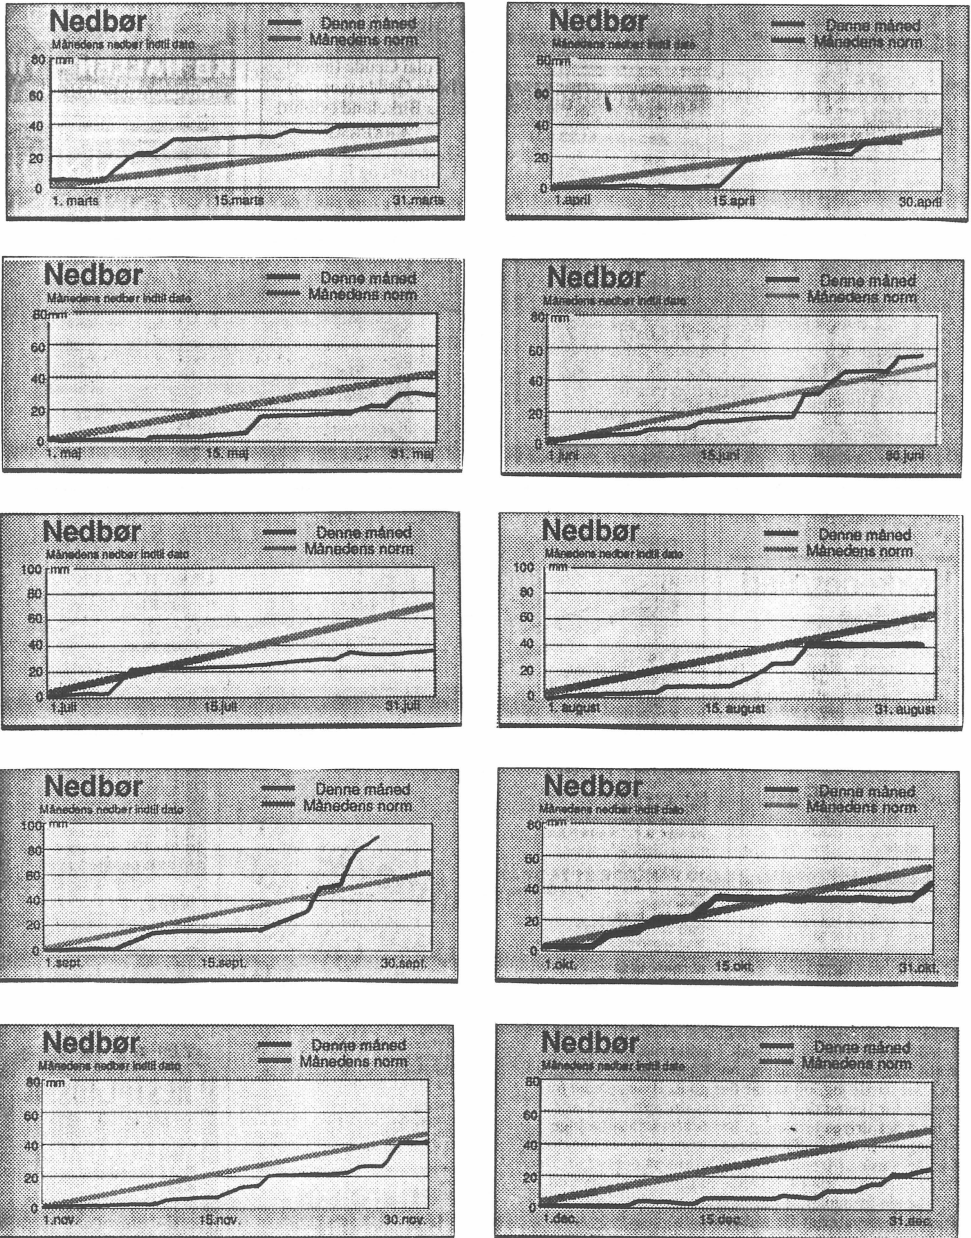 Nedbør
Denne måned
Månedens nedbør indtil dato
Månedens norm
80 mm
60
40
20
0
1. marts 15.marts 31.marts
Nedbør
Denne måned
Månedens nedbør indtil dato
Månedens norm
80 mm
60
40
20
0
1.april 15.april 30.april
Nedbør
Denne måned
Månedens nedbør indtil dato
Månedens norm
80 mm
60
40
20
0
1. maj 15. maj 31. maj
Nedbør
Denne måned
Månedens nedbør indtil dato
Månedens norm
80 mm
60
40
20
0
1.juni 15.juni 30.juni
Nedbør
Denne måned
Månedens nedbør indtil dato
Månedens norm
100 mm
80
60
40
20
0
1.juli 15.juli 31.juli
Nedbør
Denne måned
Månedens nedbør indtil dato
Månedens norm
100 mm
80
60
40
20
0
1. august 15. august 31. august
Nedbør
Denne måned
Månedens nedbør indtil dato
Månedens norm
100 mm
80
60
40
20
0
1.sept. 15.sept. 30.sept.
Nedbør
Denne måned
Månedens nedbør indtil dato
Månedens norm
80 mm
60
40
20
0
1.okt. 15.okt. 31.okt.
Nedbør
Denne måned
Månedens nedbør indtil dato
Månedens norm
80 mm
60
40
20
0
1.nov. 15.nov. 30.nov.
Nedbør
Denne måned
Månedens nedbør indtil dato
Månedens norm
80
60
40
20
0
1.dec. 15.dec. 31.dec.